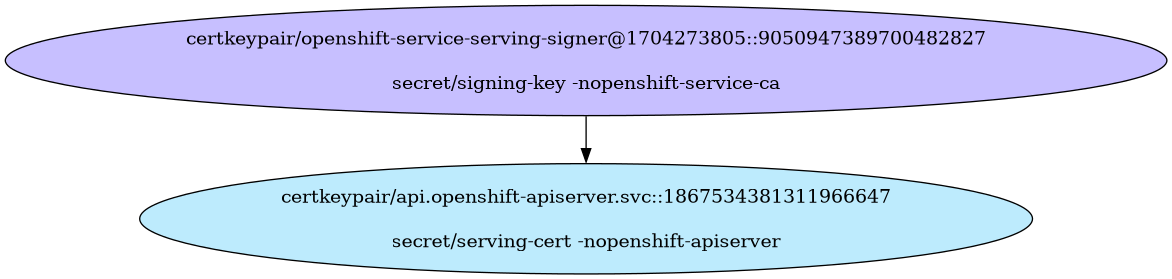 certkeypair/openshift-service-serving-signer@1704273805::9050947389700482827
secret/signing-key -nopenshift-service-ca
certkeypair/api.openshift-apiserver.svc::1867534381311966647
secret/serving-cert -nopenshift-apiserver